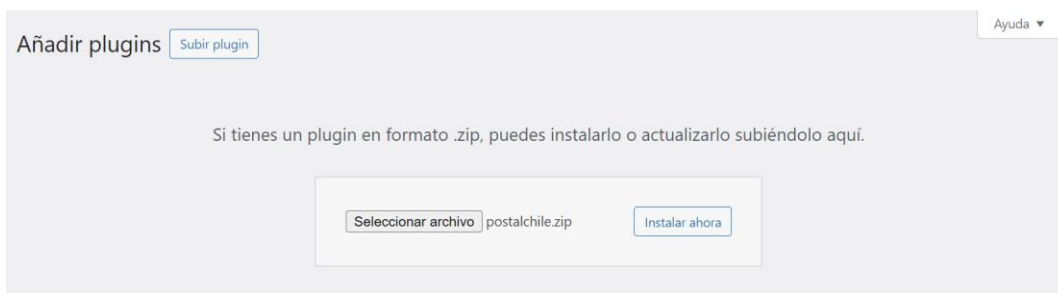 Ayuda ▼
Añadir plugins Subir plugin
Si tienes un plugin en formato .zip, puedes instalarlo o actualizarlo subiéndolo aquí.
Seleccionar archivo postalchile.zip Instalar ahora